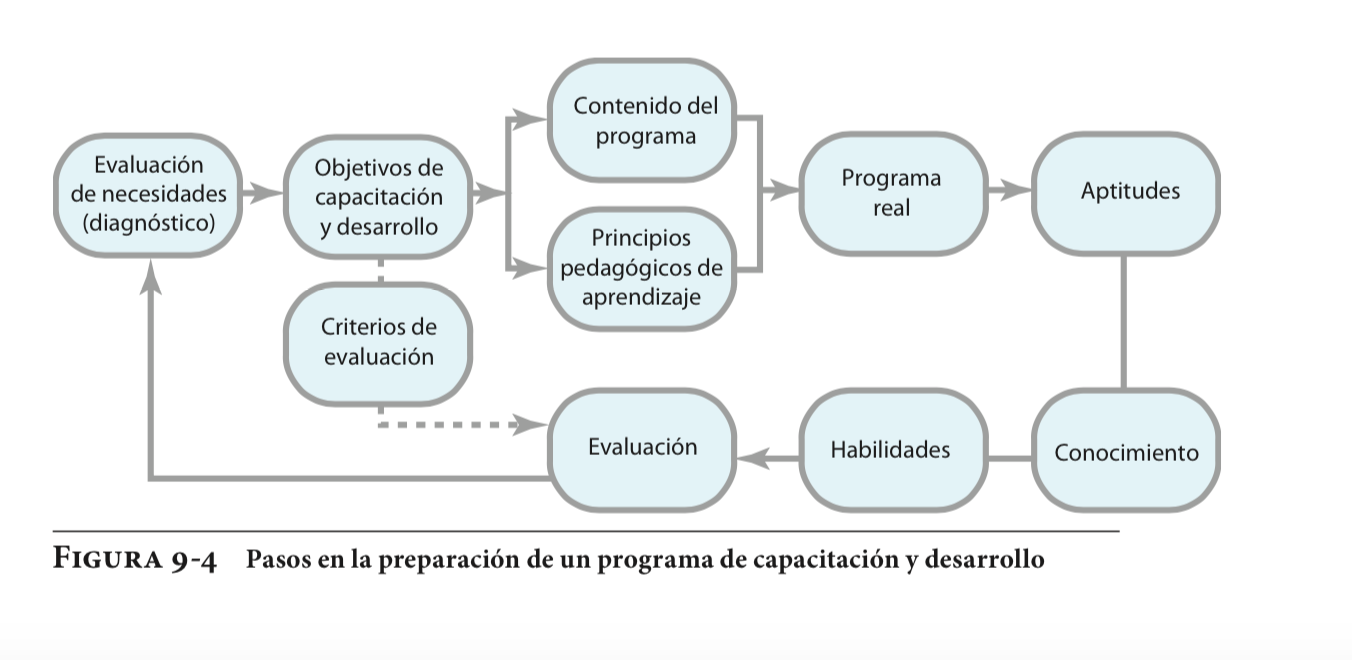 Evaluación
de necesidades
(diagnóstico)
Objetivos de
capacitación
y desarrollo
Contenido del
programa
Principios
pedagógicos de
aprendizaje
Programa
real
Aptitudes
Criterios de
evaluación
Evaluación
Habilidades
Conocimiento
FIGURA 9-4 Pasos en la preparación de un programa de capacitación y desarrollo